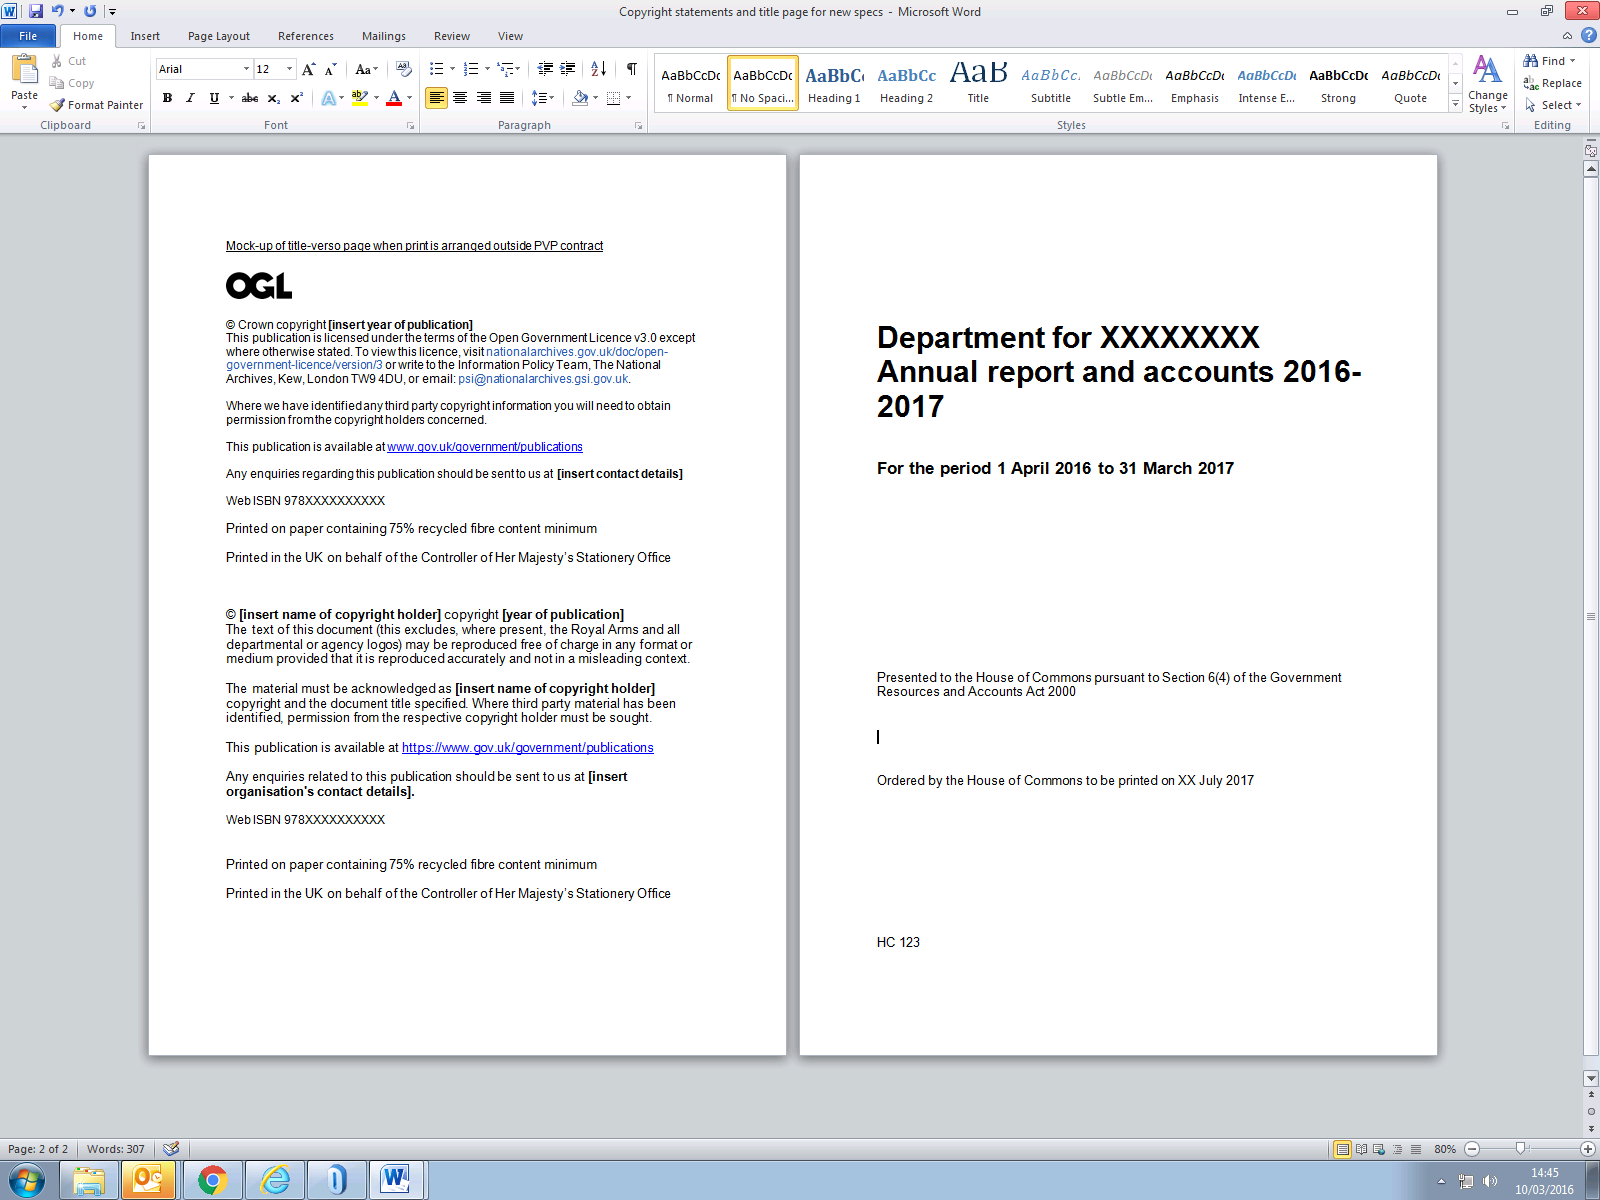 Copyright statements and title page for new specs - Microsoft Word
File
Home
Insert
Page Layout
References
Mailings
Review
View
Paste
Cut
Copy
Format Painter
Clipboard
Arial
12
Font
Paragraph
AaBbCcDc
¶ Normal
AaBbCcDc
¶ No Spaci...
AaBbCc
Heading 1
AaBbCc
Heading 2
AaB
Title
AaBbCc.
Subtitle
AaBbCcDc
Subtle Em...
AaBbCcDc
Emphasis
AaBbCcDc
Intense E...
AaBbCcDc
Strong
AaBbCcDc
Quote
Change
Styles
Styles
Find
Replace
Select
Editing
Mock-up of title-verso page when print is arranged outside PVP contract
OGL
© Crown copyright [insert year of publication]
This publication is licensed under the terms of the Open Government Licence v3.0 except
where otherwise stated. To view this licence, visit nationalarchives.gov.uk/doc/open-
government-licence/version/3 or write to the Information Policy Team, The National
Archives, Kew, London TW9 4DU, or email: psi@nationalarchives.gsi.gov.uk.
Where we have identified any third party copyright information you will need to obtain
permission from the copyright holders concerned.
This publication is available at www.gov.uk/government/publications
Any enquiries regarding this publication should be sent to us at [insert contact details]
Web ISBN 978XXXXXXXXXX
Printed on paper containing 75% recycled fibre content minimum
Printed in the UK on behalf of the Controller of Her Majesty's Stationery Office
© [insert name of copyright holder] copyright [year of publication]
The text of this document (this excludes, where present, the Royal Arms and all
departmental or agency logos) may be reproduced free of charge in any format or
medium provided that it is reproduced accurately and not in a misleading context.
The material must be acknowledged as [insert name of copyright holder]
copyright and the document title specified. Where third party material has been
identified, permission from the respective copyright holder must be sought.
This publication is available at https://www.gov.uk/government/publications
Any enquiries related to this publication should be sent to us at [insert
organisation's contact details].
Web ISBN 978XXXXXXXXXX
Printed on paper containing 75% recycled fibre content minimum
Printed in the UK on behalf of the Controller of Her Majesty's Stationery Office
Department for XXXXXXXX
Annual report and accounts 2016-
2017
For the period 1 April 2016 to 31 March 2017
Presented to the House of Commons pursuant to Section 6(4) of the Government
Resources and Accounts Act 2000
Ordered by the House of Commons to be printed on XX July 2017
HC 123
Page: 2 of 2
Words: 307
80%
14:45
10/03/2016